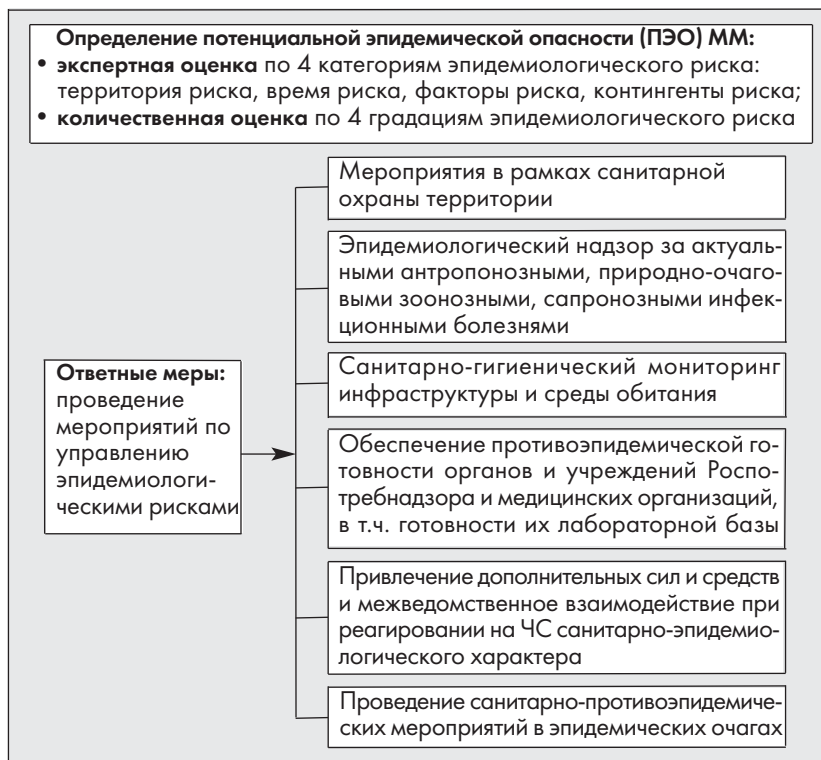 Определение потенциальной эпидемической опасности (ПЭО) ММ:
• экспертная оценка по 4 категориям эпидемиологического риска:
территория риска, время риска, факторы риска, контингенты риска;
• количественная оценка по 4 градациям эпидемиологического риска
Ответные меры:
проведение
мероприятий по
управлению
эпидемиологи-
ческими рисками
Мероприятия в рамках санитарной
охраны территории
Эпидемиологический надзор за актуаль-
ными антропонозными, природно-очаго-
выми зоонозными, сапронозными инфек-
ционными болезнями
Санитарно-гигиенический мониторинг
инфраструктуры и среды обитания
Обеспечение противоэпидемической го-
товности органов и учреждений Роспо-
требнадзора и медицинских организаций,
в т.ч. готовности их лабораторной базы
Привлечение дополнительных сил и средств
и межведомственное взаимодействие при
реагировании на ЧС санитарно-эпидемио-
логического характера
Проведение санитарно-противоэпидемиче-
ских мероприятий в эпидемических очагах